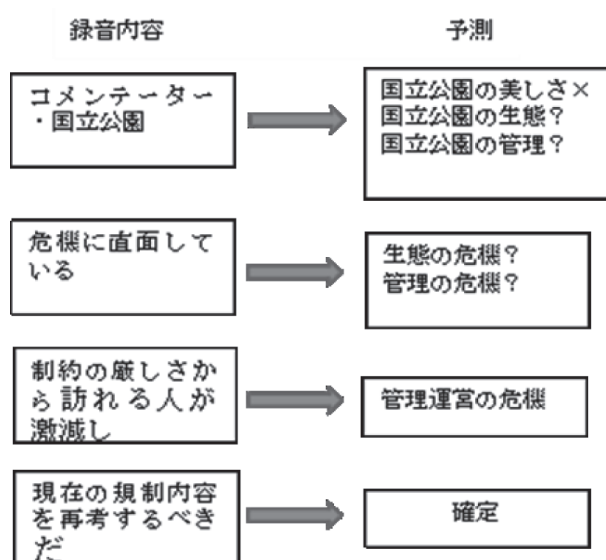 録音内容
予測
コメンテーター
・国立公園
国立公園の美しさ×
国立公園の生態?
国立公園の管理?
危機に直面して
いる
生態の危機?
管理の危機?
制約の厳しさか
ら訪れる人が
激減し
管理運営の危機
現在の規制内容
を再考するべき
だ
確定